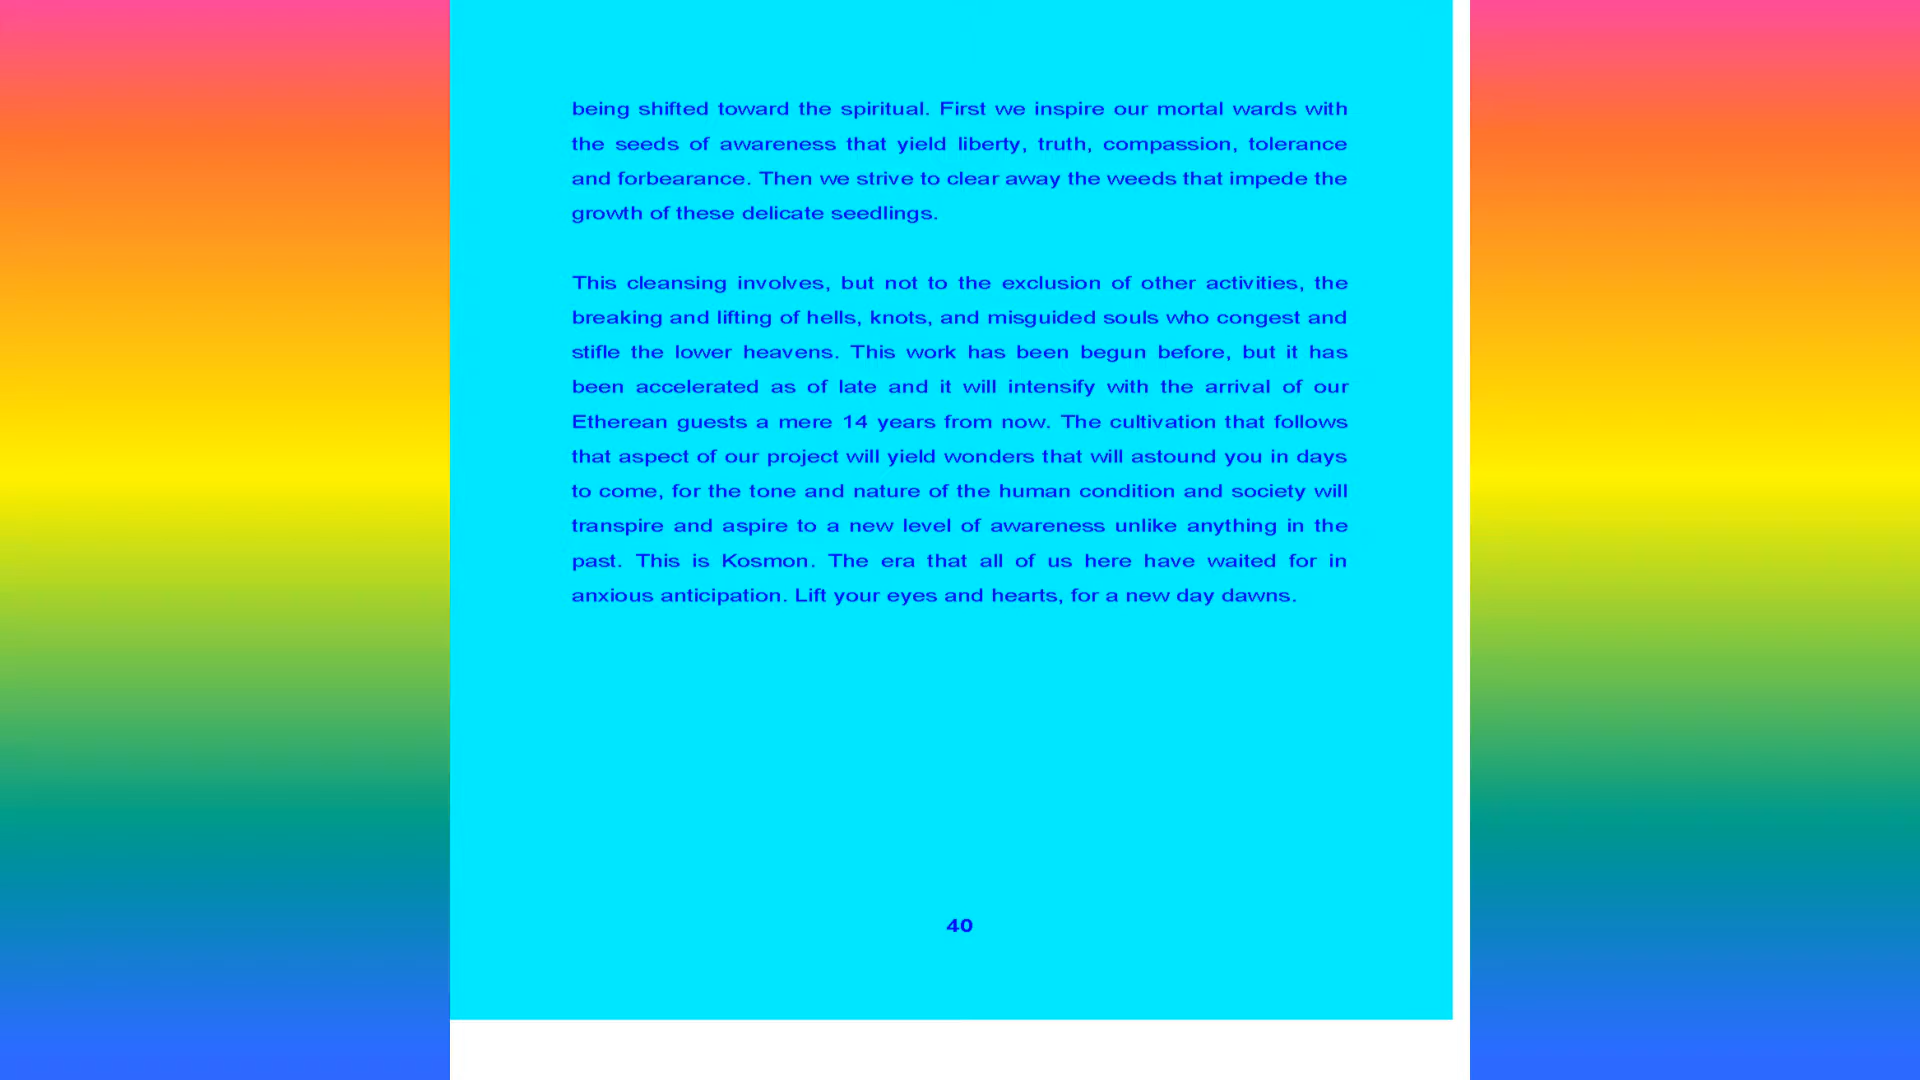 being shifted toward the spiritual. First we inspire our mortal wards with
the seeds of awareness that yield liberty, truth, compassion, tolerance
and forbearance. Then we strive to clear away the weeds that impede the
growth of these delicate seedlings.
This cleansing involves, but not to the exclusion of other activities, the
breaking and lifting of hells, knots, and misguided souls who congest and
stifle the lower heavens. This work has been begun before, but it has
been accelerated as of late and it will intensify with the arrival of our
Etherean guests a mere 14 years from now. The cultivation that follows
that aspect of our project will yield wonders that will astound you in days
to come, for the tone and nature of the human condition and society will
transpire and aspire to a new level of awareness unlike anything in the
past. This is Kosmon. The era that all of us here have waited for in
anxious anticipation. Lift your eyes and hearts, for a new day dawns.
40